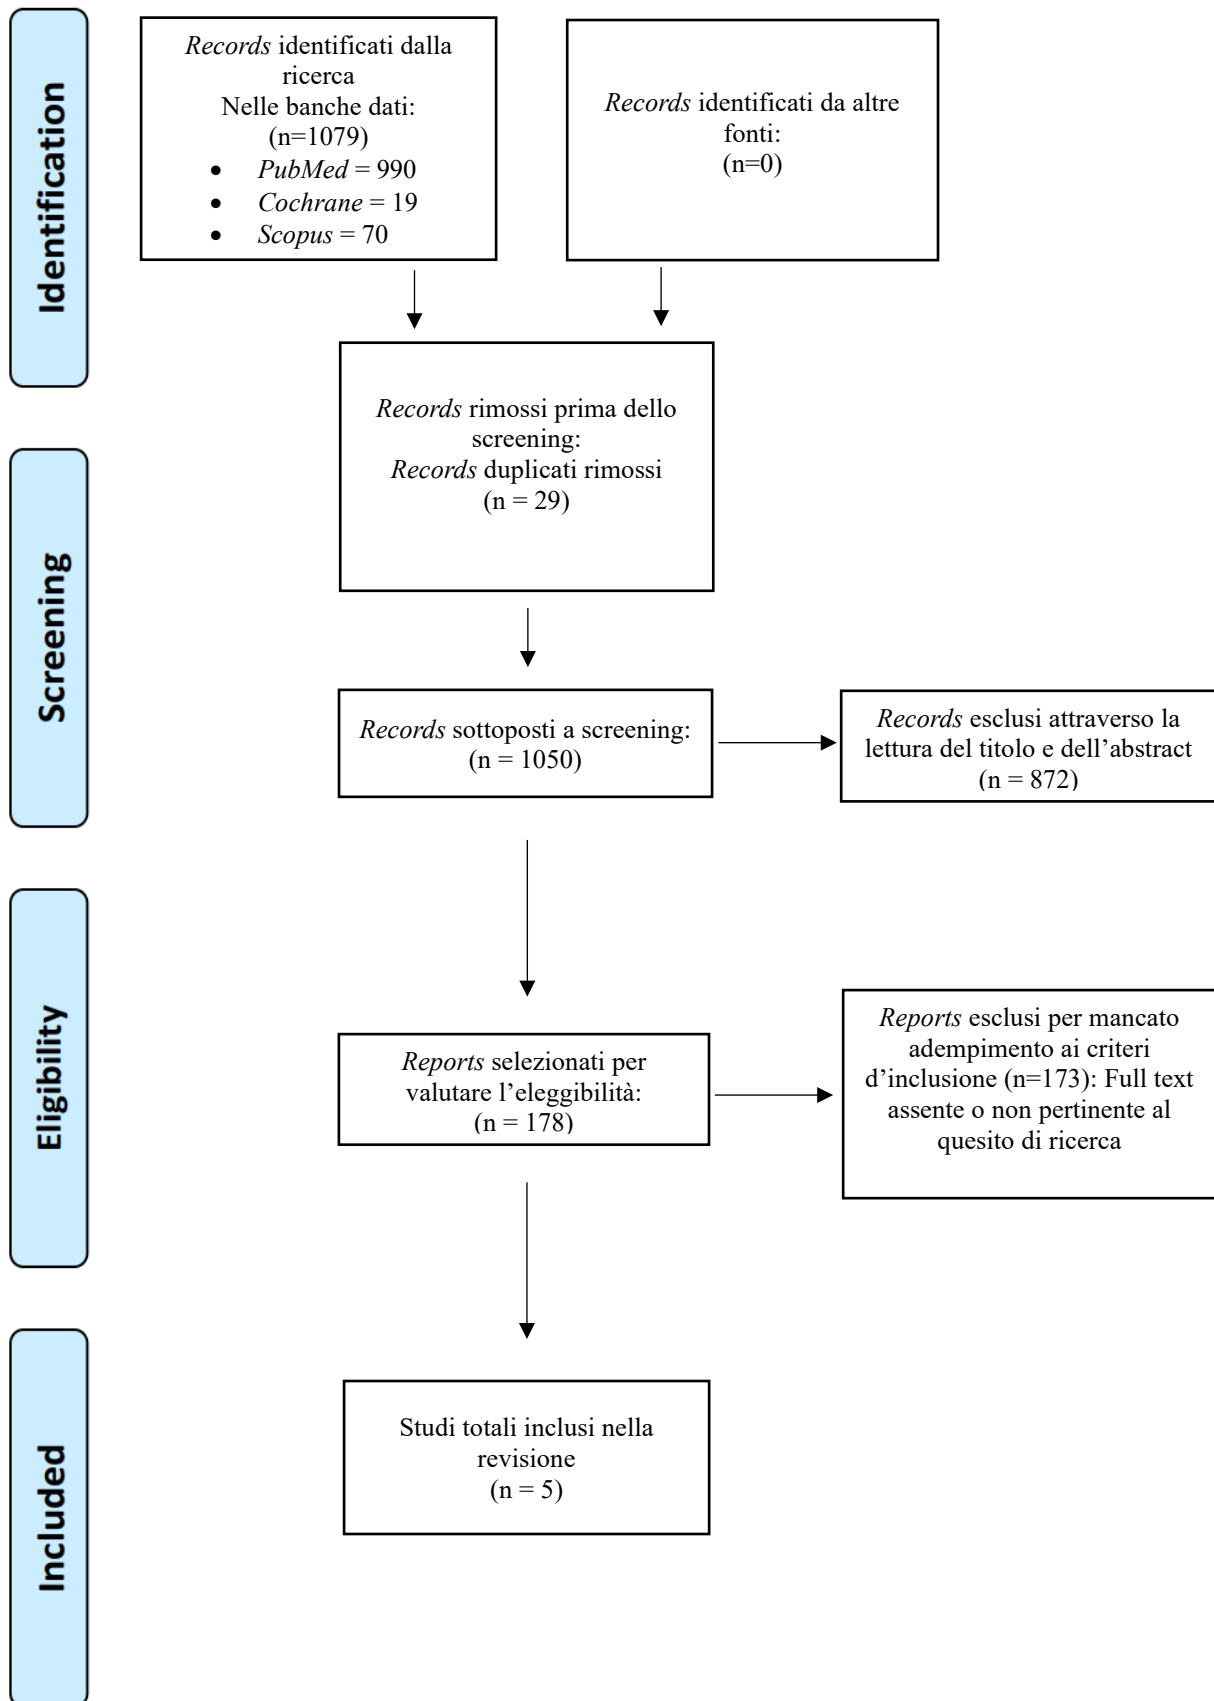 Identification
Records identificati dalla
ricerca
Nelle banche dati:
(n=1079)
• PubMed = 990
• Cochrane = 19
• Scopus = 70
Records identificati da altre
fonti:
(n=0)
Records rimossi prima dello
screening:
Records duplicati rimossi
(n = 29)
Screening
Records sottoposti a screening:
(n = 1050)
Records esclusi attraverso la
lettura del titolo e dell’abstract
(n = 872)
Eligibility
Reports selezionati per
valutare l’eleggibilità:
(n = 178)
Reports esclusi per mancato
adempimento ai criteri
d’inclusione (n=173): Full text
assente o non pertinente al
quesito di ricerca
Included
Studi totali inclusi nella
revisione
(n = 5)